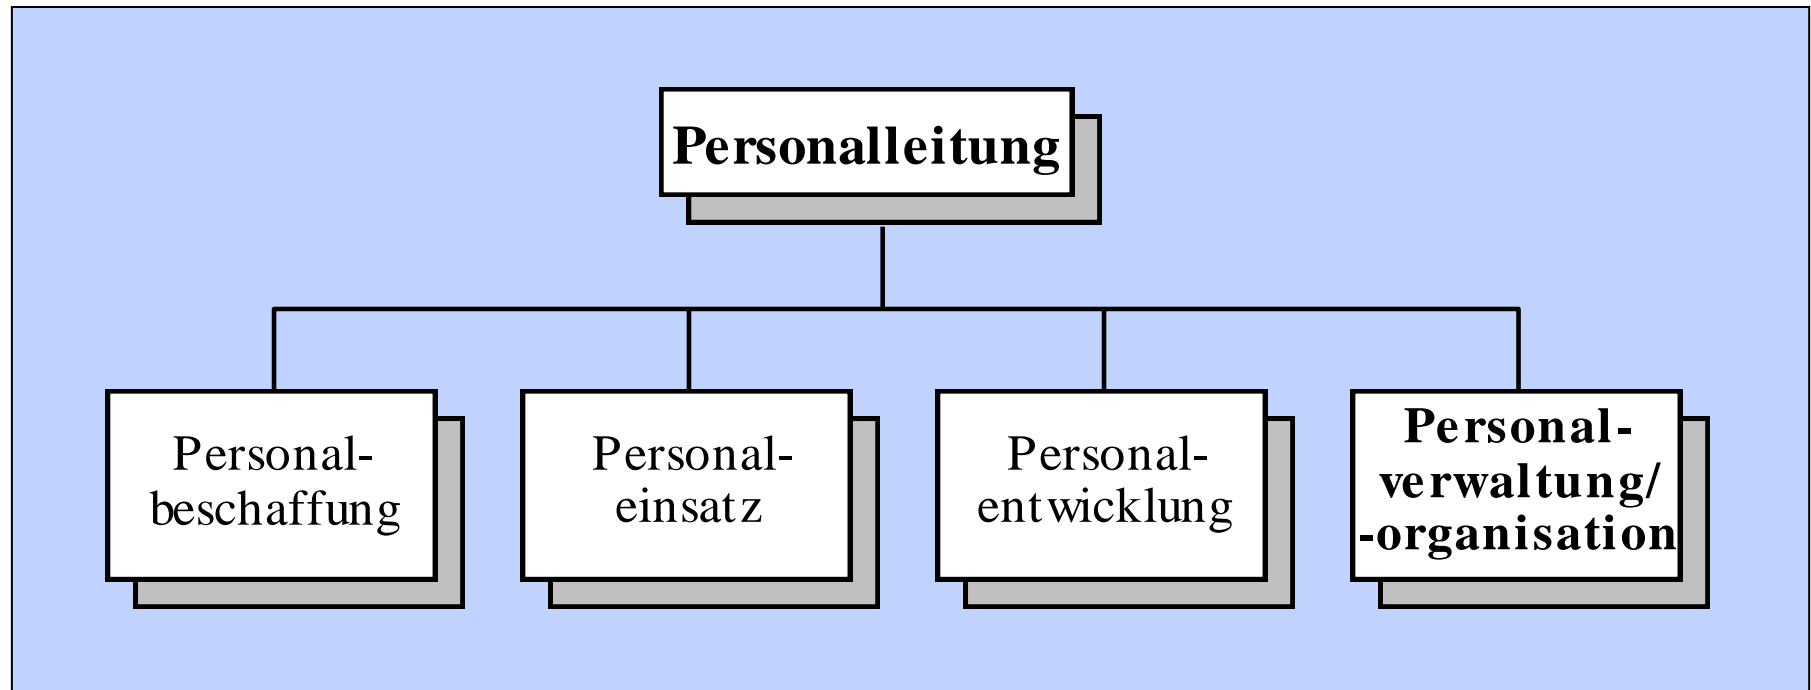 Personalleitung
Personal-
beschaffung
Personal-
einsatz
Personal-
entwicklung
Personal-
verwaltung/
-organisation